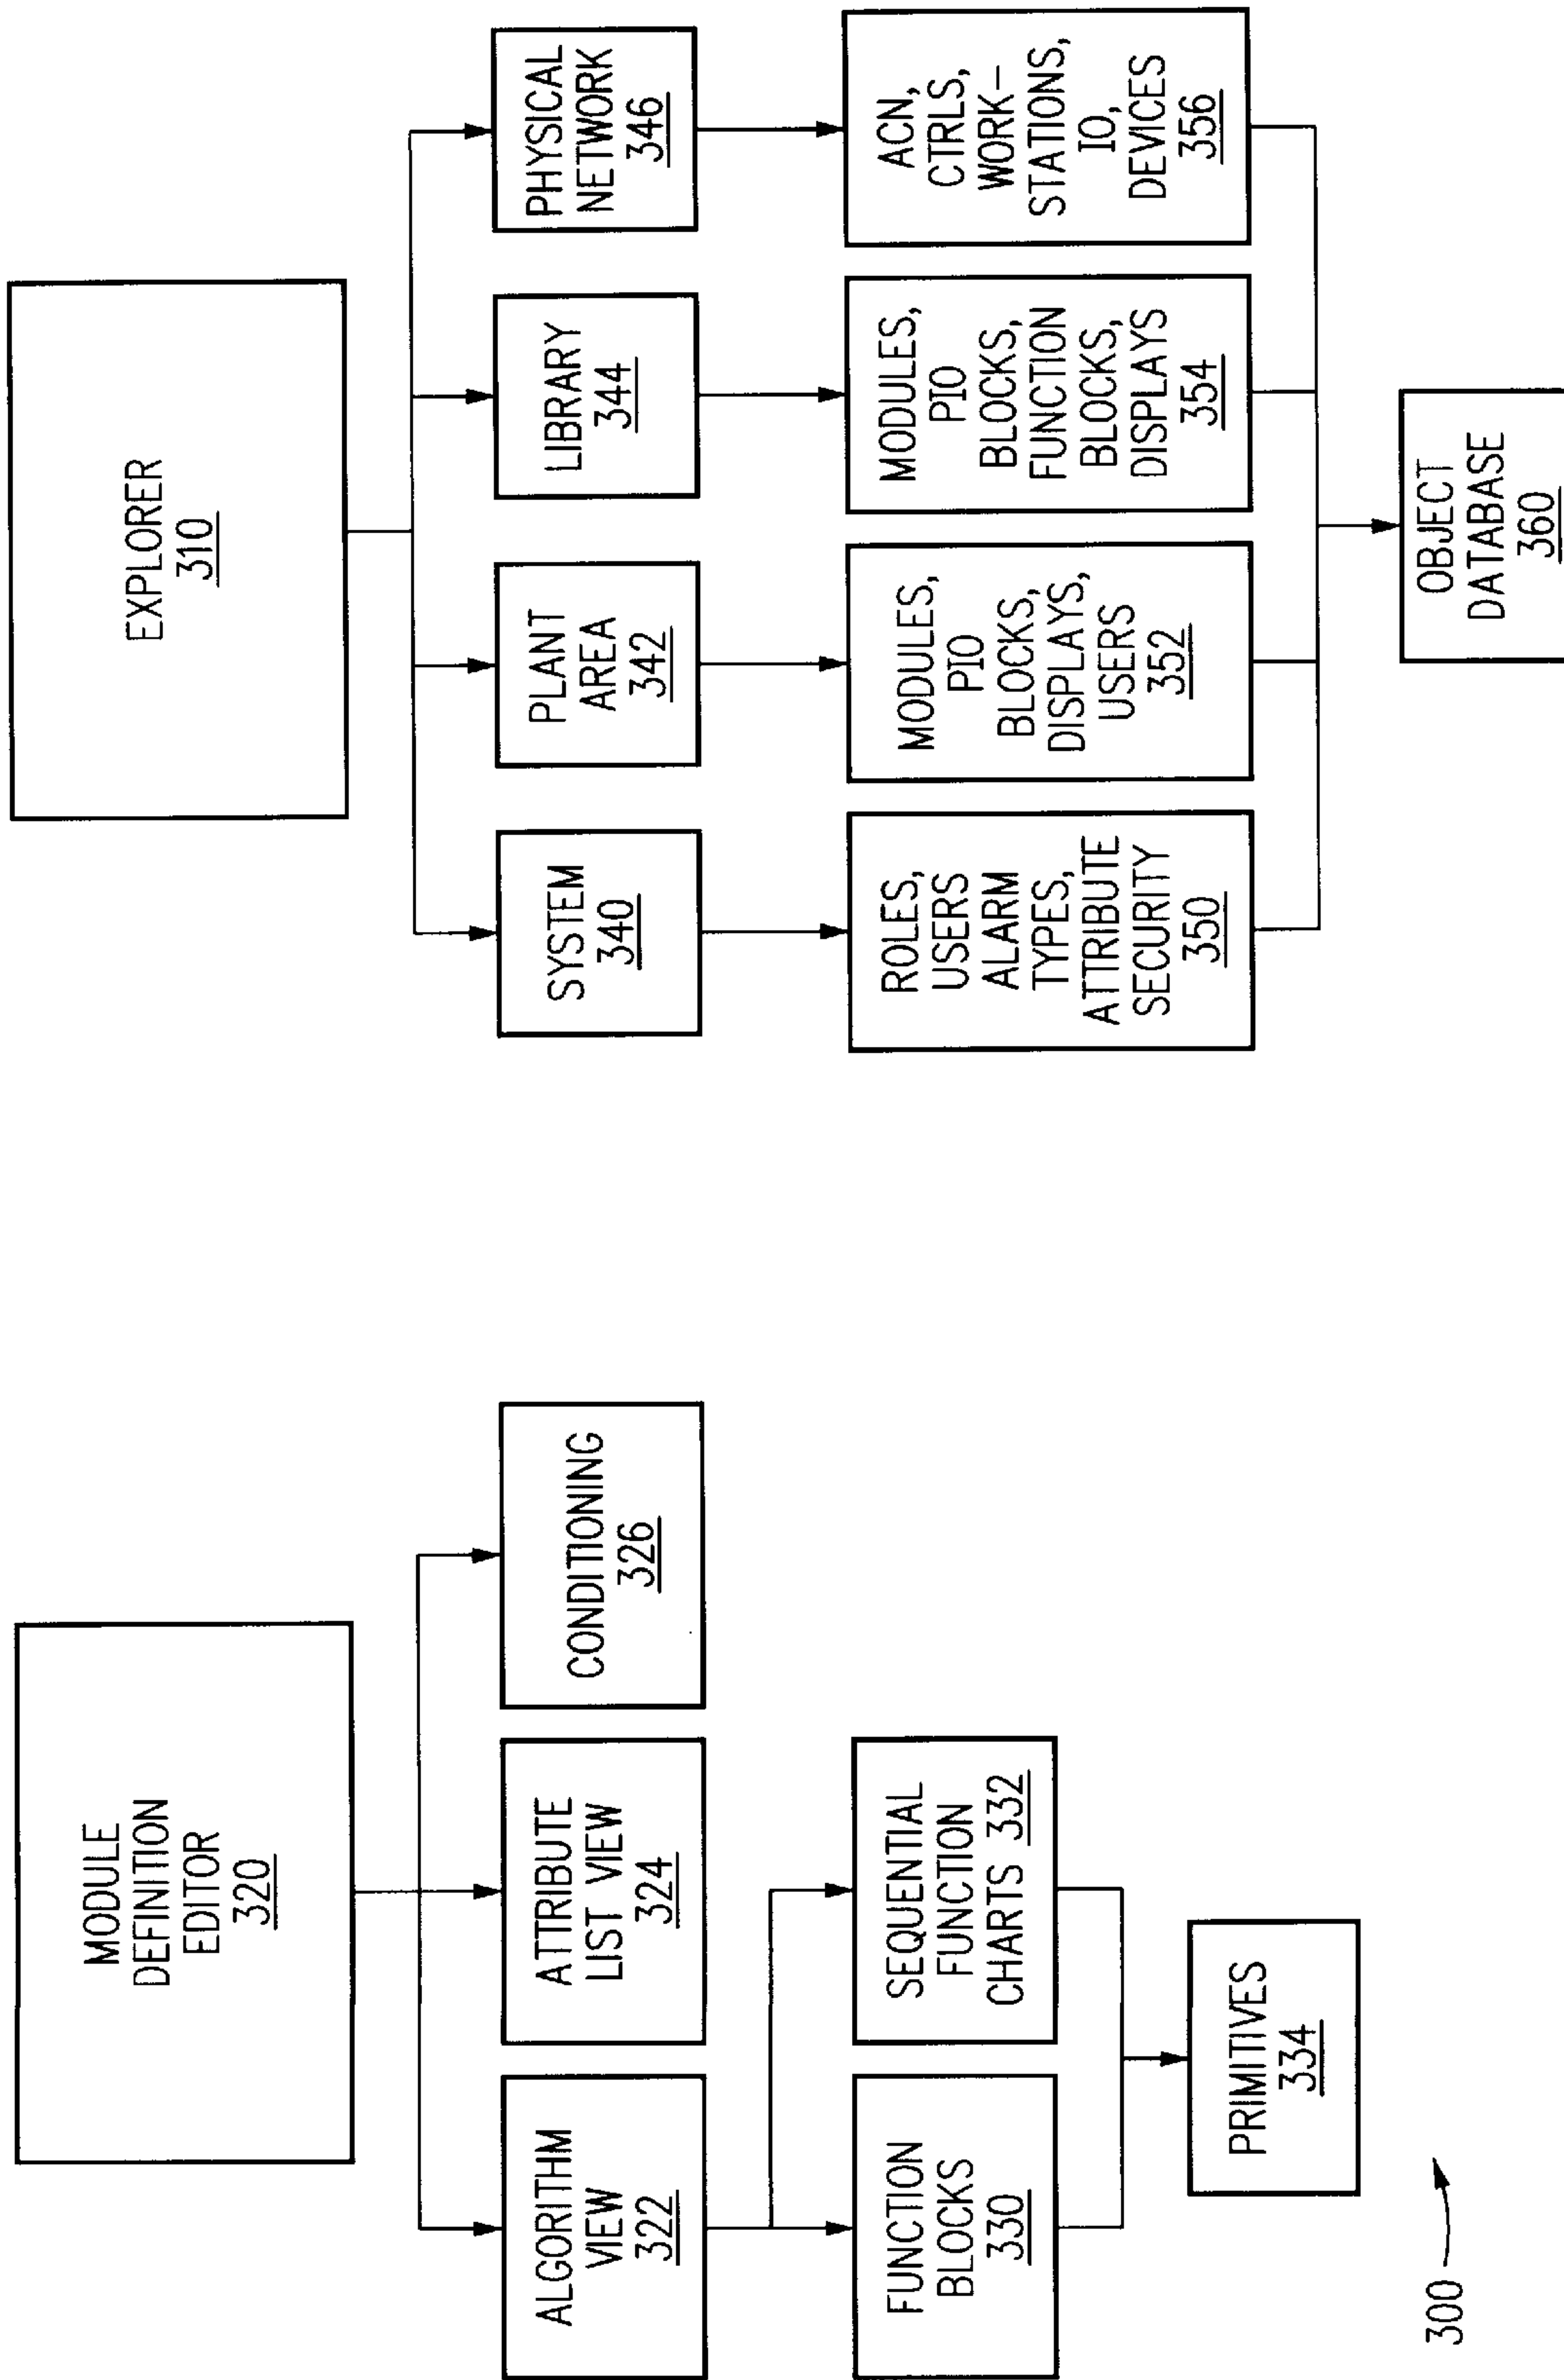 MODULE
DEFINITION
EDITOR
320
ALGORITHM
VIEW
322
ATTRIBUTE
LIST VIEW
324
CONDITIONING
326
FUNCTION
BLOCKS
330
SEQUENTIAL
FUNCTION
CHARTS 332
PRIMITIVES
334
300
EXPLORER
310
SYSTEM
340
PLANT
AREA
342
LIBRARY
344
PHYSICAL
NETWORK
346
ROLES,
USERS
ALARM
TYPES,
ATTRIBUTE
SECURITY
350
MODULES,
PIO
BLOCKS,
DISPLAYS,
USERS
352
MODULES,
PIO
BLOCKS,
FUNCTION
BLOCKS,
DISPLAYS
354
ACN,
CTRLS,
WORK-
STATIONS,
IO,
DEVICES
356
OBJECT
DATABASE
360